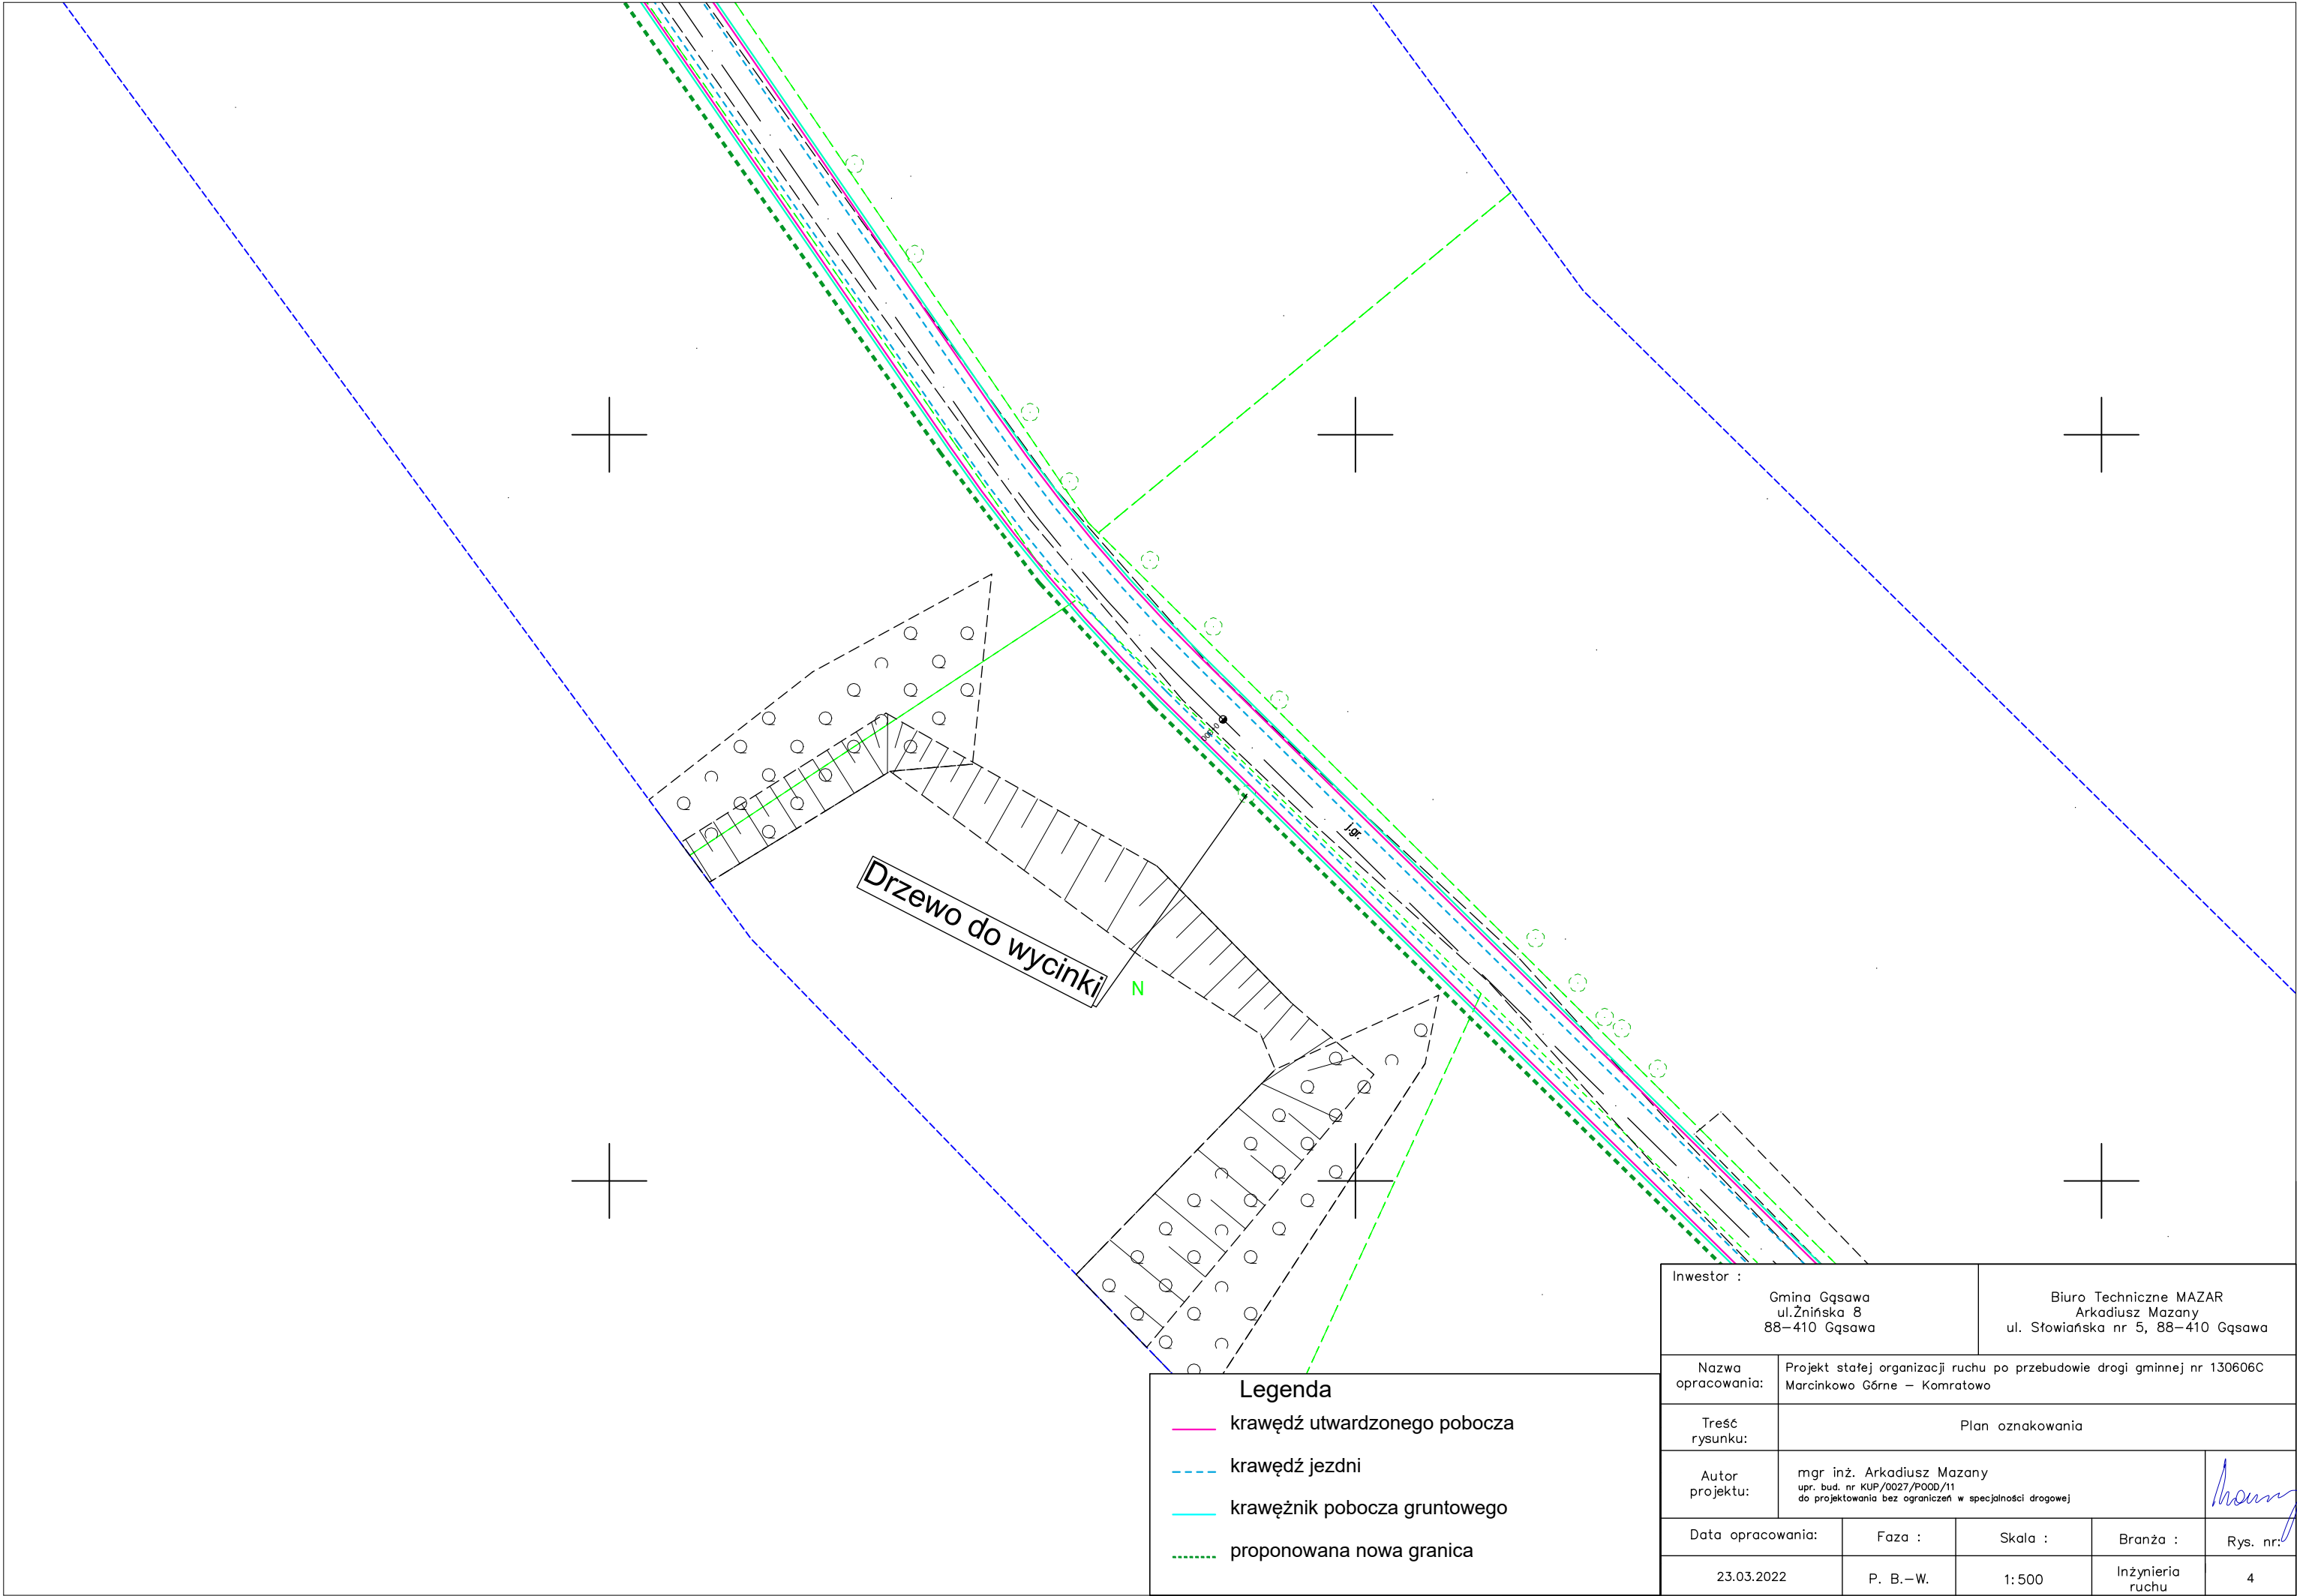 j.gr.
Drzewo do wycinki
N
Legenda
krawędź utwardzonego pobocza
krawędź jezdni
krawężnik pobocza gruntowego
proponowana nowa granica
Inwestor :
Gmina Gąsawa
ul.Żnińska 8
88-410 Gąsawa
Biuro Techniczne MAZAR
Arkadiusz Mazany
ul. Słowiańska nr 5, 88-410 Gąsawa
Nazwa
opracowania:
Projekt stałej organizacji ruchu po przebudowie drogi gminnej nr 130606C
Marcinkowo Górne - Komratowo
Treść
rysunku:
Plan oznakowania
Autor
projektu:
mgr inż. Arkadiusz Mazany
upr. bud. nr KUP/0027/POOD/11
do projektowania bez ograniczeń w specjalności drogowej
Data opracowania:
Faza :
Skala :
Branża :
Rys. nr:
23.03.2022
P. B.-W.
1:500
Inżynieria
ruchu
4